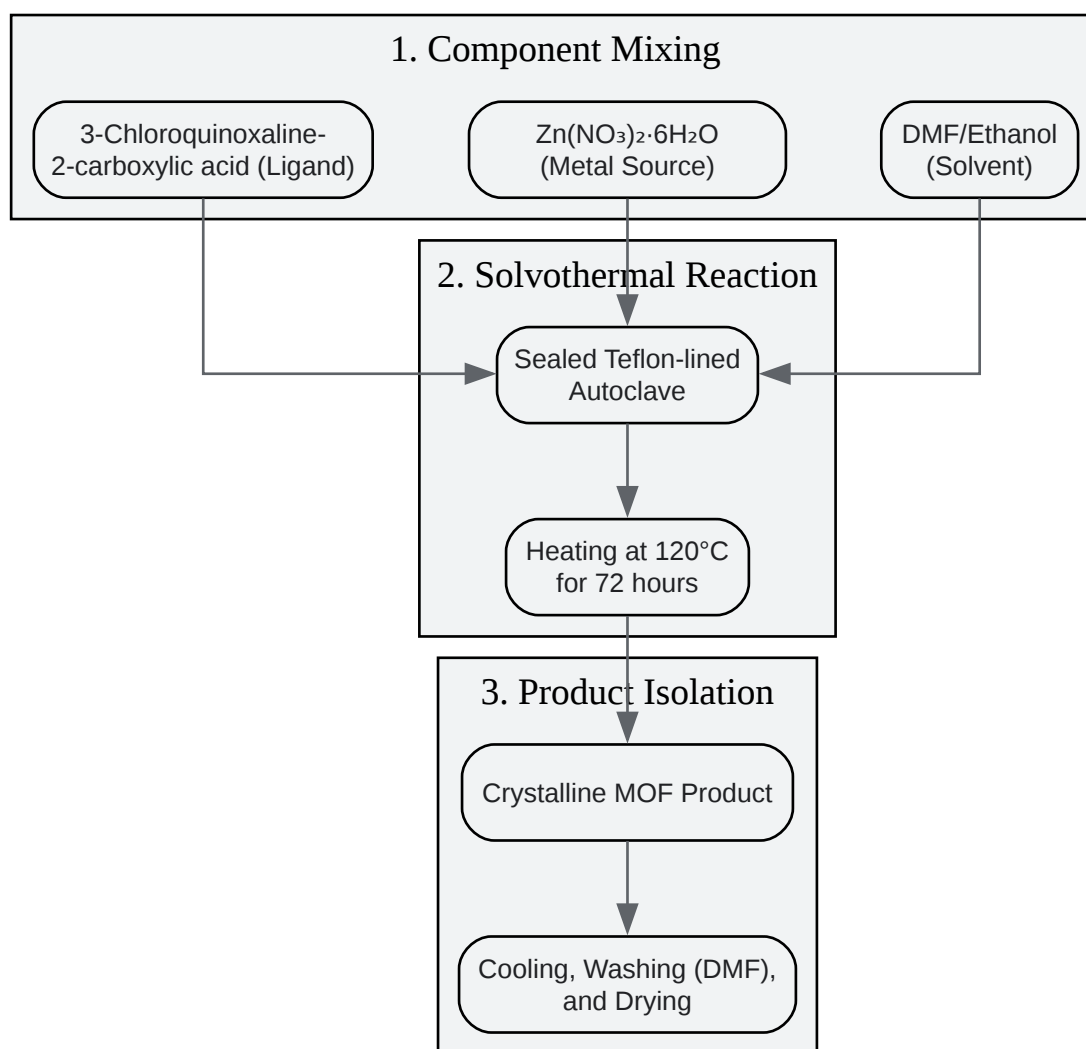 1. Component Mixing
3-Chloroquinoxaline-
2-carboxylic acid (Ligand)
Zn(NO₃)₂·6H₂O
(Metal Source)
DMF/Ethanol
(Solvent)
2. Solvothermal Reaction
Sealed Teflon-lined
Autoclave
Heating at 120°C
for 72 hours
3. Product Isolation
Crystalline MOF Product
Cooling, Washing (DMF),
and Drying